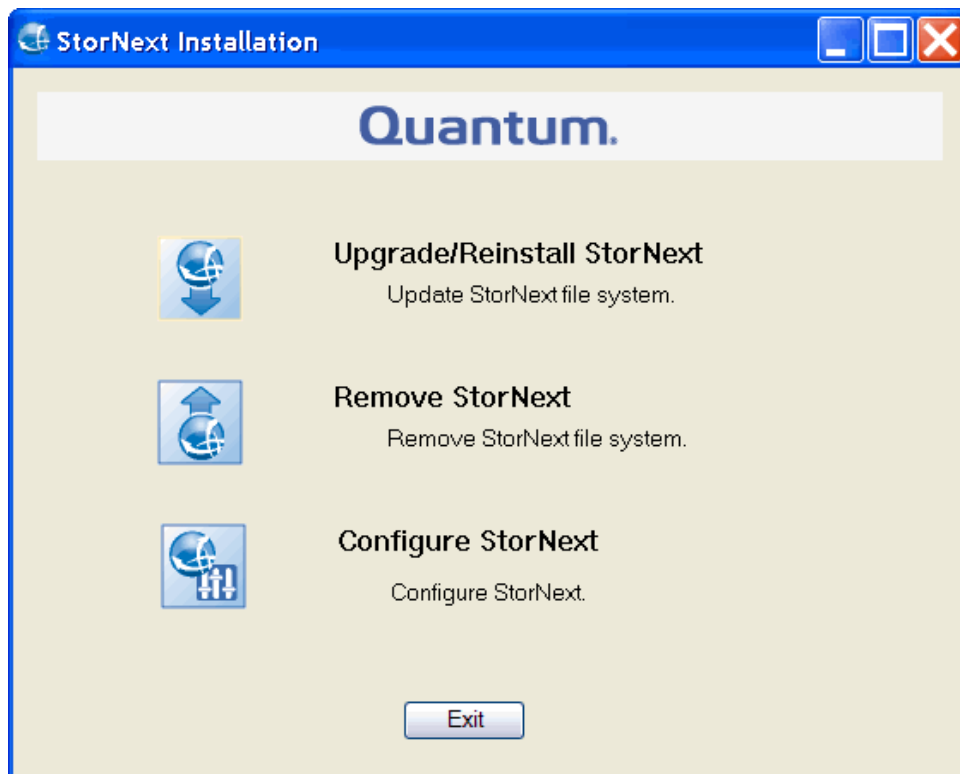 StorNext Installation
Quantum.
Upgrade/Reinstall StorNext
Update StorNext file system.
Remove StorNext
Remove StorNext file system.
Configure StorNext
Configure StorNext.
Exit